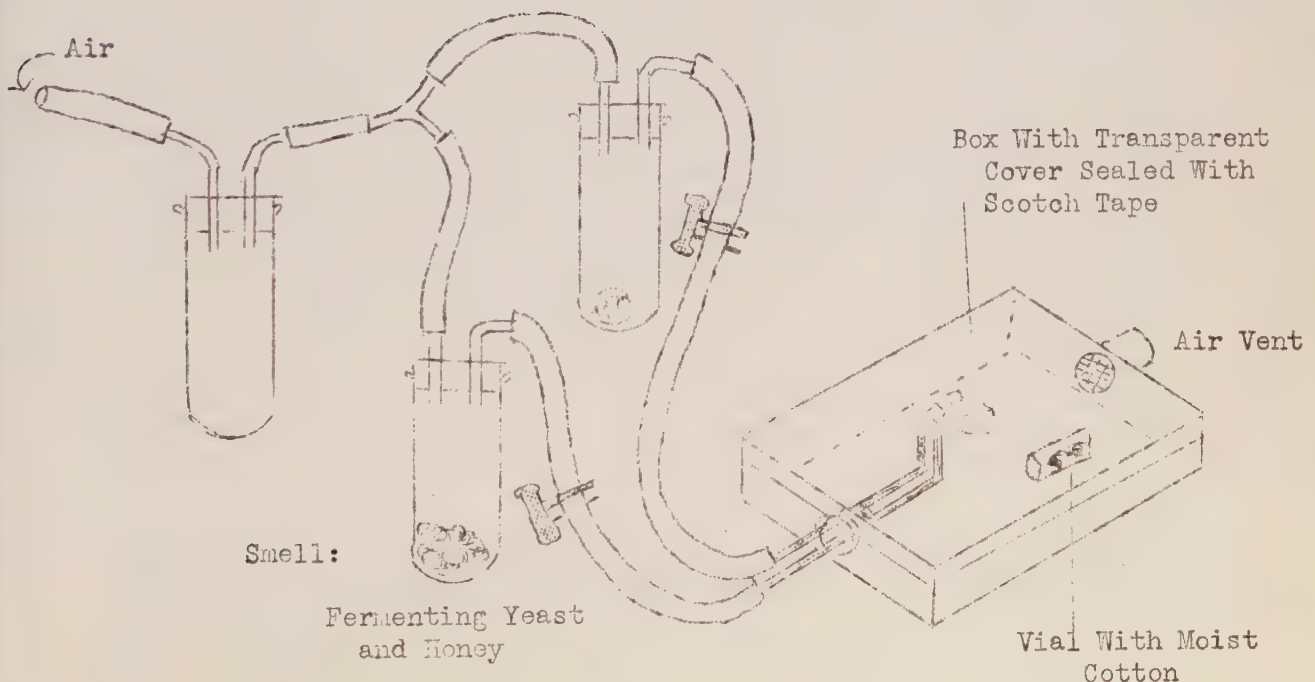 Air
Box With Transparent
Cover Sealed With
Scotch Tape
Air Vent
Smell:
Fermenting Yeast
and Honey
Vial With Moist
Cotton